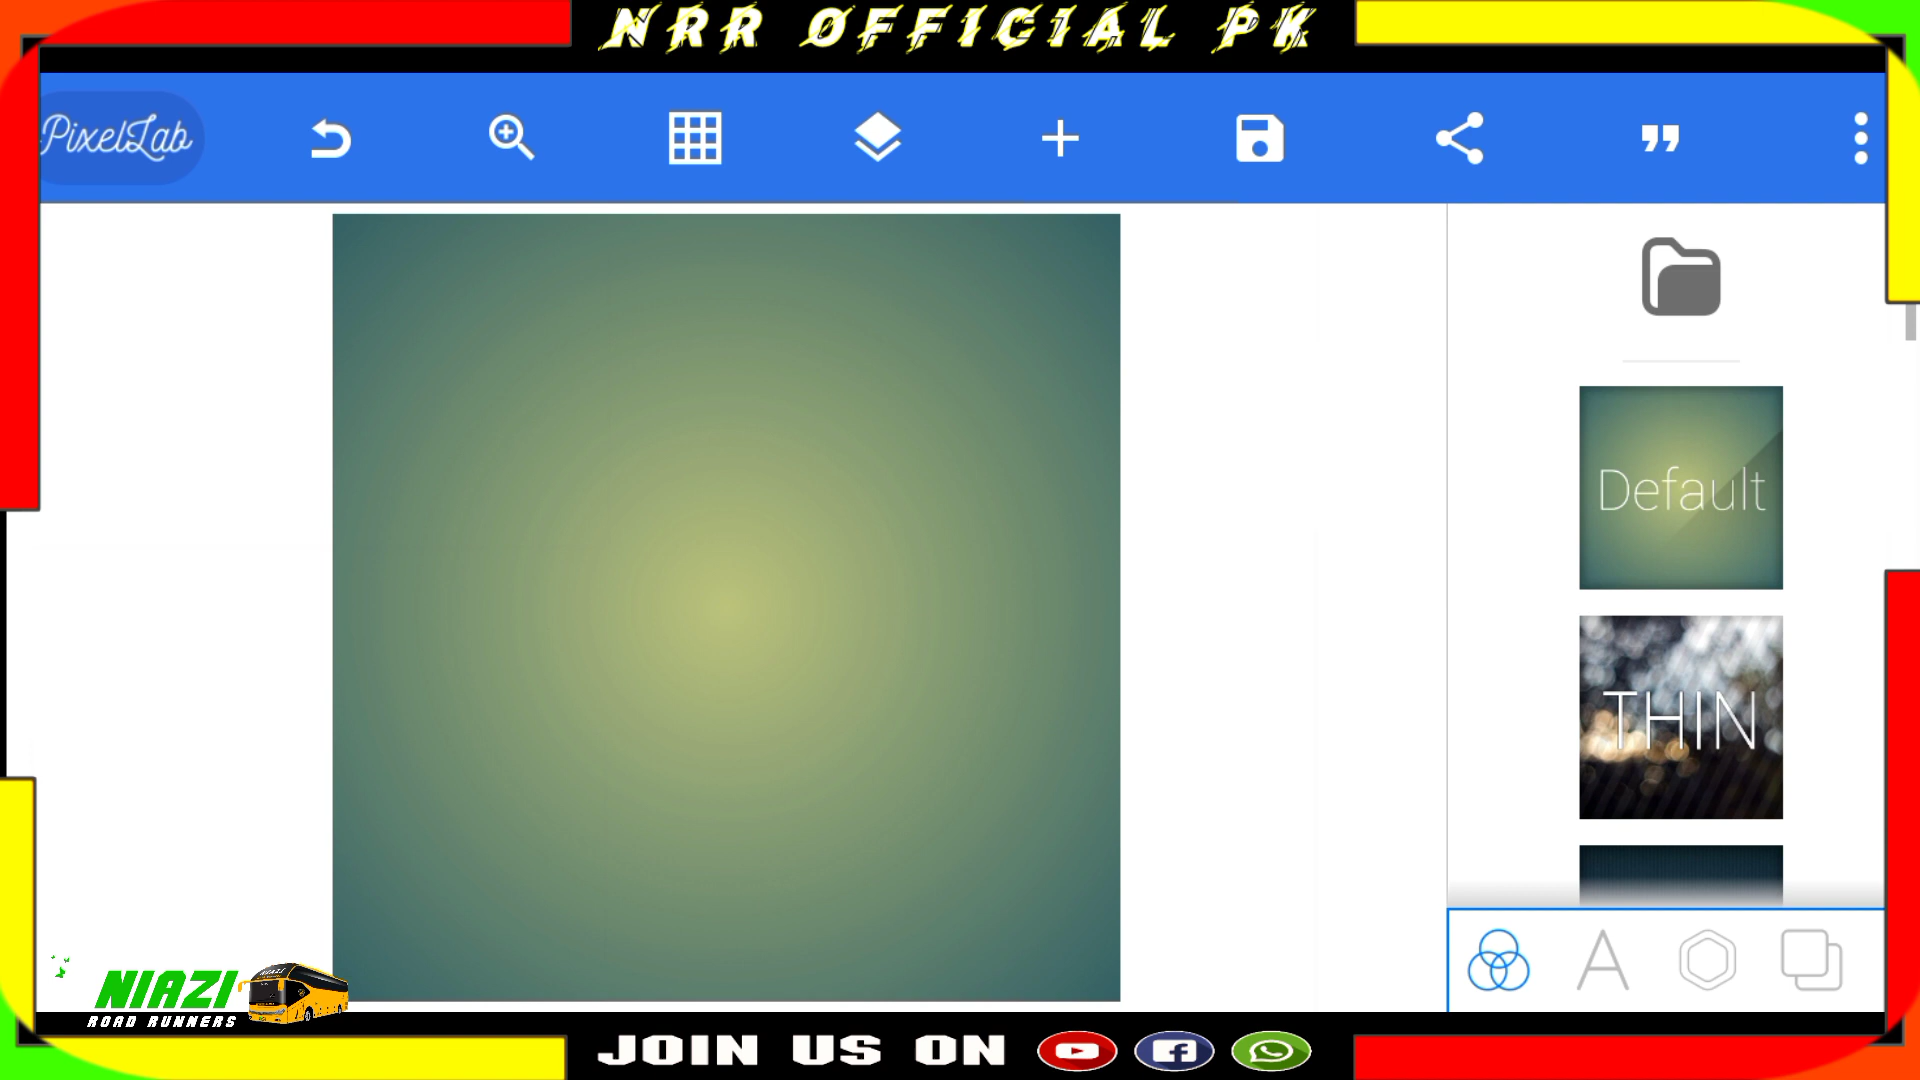 NRR OFFICIAL PK
PixelLab
Default
THIN
NIAZI
ROAD RUNNERS
JOIN US ON